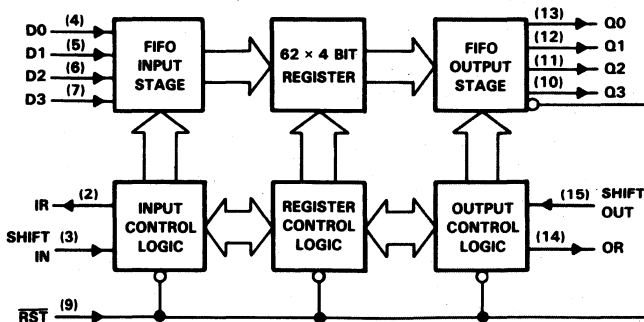 D0 (4)
D1 (5)
D2 (6)
D3 (7)
FIFO
INPUT
STAGE
62 × 4 BIT
REGISTER
FIFO
OUTPUT
STAGE
(13) Q0
(12) Q1
(11) Q2
(10) Q3
IR (2)
SHIFT
IN (3)
INPUT
CONTROL
LOGIC
REGISTER
CONTROL
LOGIC
OUTPUT
CONTROL
LOGIC
(15) SHIFT
OUT
(14) OR
R̅S̅T̅ (9)